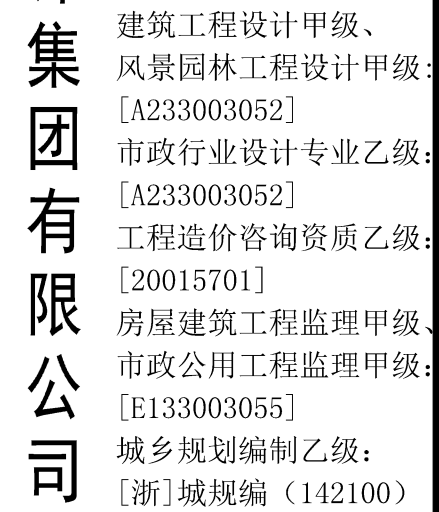 集团有限公司
建筑工程设计甲级、
风景园林工程设计甲级:
[A233003052]
市政行业设计专业乙级:
[A233003052]
工程造价咨询资质乙级:
[20015701]
房屋建筑工程监理甲级、
市政公用工程监理甲级:
[E133003055]
城乡规划编制乙级:
[浙]城规编（142100）